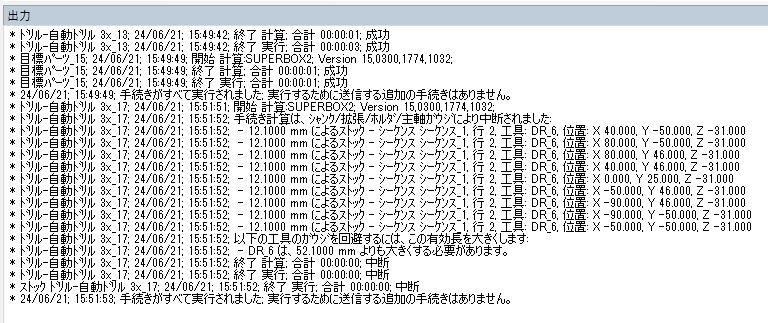 出力
* ﾄﾞﾘﾙｰ自動ﾄﾞﾘﾙ 3x_13; 24/06/21; 15:49:42; 終了 計算; 合計 00:00:01; 成功
* ﾄﾞﾘﾙｰ自動ﾄﾞﾘﾙ 3x_13; 24/06/21; 15:49:42; 終了 実行; 合計 00:00:03; 成功
* 目標ﾊﾟｰﾂ_15; 24/06/21; 15:49:49; 開始 計算:SUPERBOX2; Version 15,0300,1774,1032;
* 目標ﾊﾟｰﾂ_15; 24/06/21; 15:49:49; 終了 計算; 合計 00:00:01; 成功
* 目標ﾊﾟｰﾂ_15; 24/06/21; 15:49:49; 終了 実行; 合計 00:00:01; 成功
* 24/06/21; 15:49:49; 手続きがすべて実行されました; 実行するために送信する追加の手続きはありません。
* ﾄﾞﾘﾙｰ自動ﾄﾞﾘﾙ 3x_17; 24/06/21; 15:51:51; 開始 計算:SUPERBOX2; Version 15,0300,1774,1032;
* ﾄﾞﾘﾙｰ自動ﾄﾞﾘﾙ 3x_17; 24/06/21; 15:51:52; 手続き計算は、ｼｬﾝｸ/拡張/ﾎﾙﾀﾞ/主軸ｶﾞｳｼﾞにより中断されました:
* ﾄﾞﾘﾙｰ自動ﾄﾞﾘﾙ 3x_17; 24/06/21; 15:51:52;  - 12.1000 mm (によるｽﾄｯｸ - ｼｰｹﾝｽ ｼｰｹﾝｽ_1, 行 2, 工具: DR_6, 位置: X 40.000, Y -50.000, Z -31.000
* ﾄﾞﾘﾙｰ自動ﾄﾞﾘﾙ 3x_17; 24/06/21; 15:51:52;  - 12.1000 mm (によるｽﾄｯｸ - ｼｰｹﾝｽ ｼｰｹﾝｽ_1, 行 2, 工具: DR_6, 位置: X 80.000, Y -50.000, Z -31.000
* ﾄﾞﾘﾙｰ自動ﾄﾞﾘﾙ 3x_17; 24/06/21; 15:51:52;  - 12.1000 mm (によるｽﾄｯｸ - ｼｰｹﾝｽ ｼｰｹﾝｽ_1, 行 2, 工具: DR_6, 位置: X 80.000, Y 46.000, Z -31.000
* ﾄﾞﾘﾙｰ自動ﾄﾞﾘﾙ 3x_17; 24/06/21; 15:51:52;  - 12.1000 mm (によるｽﾄｯｸ - ｼｰｹﾝｽ ｼｰｹﾝｽ_1, 行 2, 工具: DR_6, 位置: X 40.000, Y 46.000, Z -31.000
* ﾄﾞﾘﾙｰ自動ﾄﾞﾘﾙ 3x_17; 24/06/21; 15:51:52;  - 12.1000 mm (によるｽﾄｯｸ - ｼｰｹﾝｽ ｼｰｹﾝｽ_1, 行 2, 工具: DR_6, 位置: X 0.000, Y 25.000, Z -31.000
* ﾄﾞﾘﾙｰ自動ﾄﾞﾘﾙ 3x_17; 24/06/21; 15:51:52;  - 12.1000 mm (によるｽﾄｯｸ - ｼｰｹﾝｽ ｼｰｹﾝｽ_1, 行 2, 工具: DR_6, 位置: X -50.000, Y 46.000, Z -31.000
* ﾄﾞﾘﾙｰ自動ﾄﾞﾘﾙ 3x_17; 24/06/21; 15:51:52;  - 12.1000 mm (によるｽﾄｯｸ - ｼｰｹﾝｽ ｼｰｹﾝｽ_1, 行 2, 工具: DR_6, 位置: X -90.000, Y 46.000, Z -31.000
* ﾄﾞﾘﾙｰ自動ﾄﾞﾘﾙ 3x_17; 24/06/21; 15:51:52;  - 12.1000 mm (によるｽﾄｯｸ - ｼｰｹﾝｽ ｼｰｹﾝｽ_1, 行 2, 工具: DR_6, 位置: X -90.000, Y -50.000, Z -31.000
* ﾄﾞﾘﾙｰ自動ﾄﾞﾘﾙ 3x_17; 24/06/21; 15:51:52;  - 12.1000 mm (によるｽﾄｯｸ - ｼｰｹﾝｽ ｼｰｹﾝｽ_1, 行 2, 工具: DR_6, 位置: X -50.000, Y -50.000, Z -31.000
* ﾄﾞﾘﾙｰ自動ﾄﾞﾘﾙ 3x_17; 24/06/21; 15:51:52; 以下の工具のｶﾞｳｼﾞを回避するには、この有効長を大きくします:
* ﾄﾞﾘﾙｰ自動ﾄﾞﾘﾙ 3x_17; 24/06/21; 15:51:52;  - DR_6 は、52.1000 mm よりも大きくする必要があります。
* ﾄﾞﾘﾙｰ自動ﾄﾞﾘﾙ 3x_17; 24/06/21; 15:51:52; 終了 計算; 合計 00:00:00; 中断
* ﾄﾞﾘﾙｰ自動ﾄﾞﾘﾙ 3x_17; 24/06/21; 15:51:52; 終了 実行; 合計 00:00:00; 中断
* ｽﾄｯｸ ﾄﾞﾘﾙｰ自動ﾄﾞﾘﾙ 3x_17; 24/06/21; 15:51:52; 終了 実行; 合計 00:00:00; 中断
* 24/06/21; 15:51:53; 手続きがすべて実行されました; 実行するために送信する追加の手続きはありません。